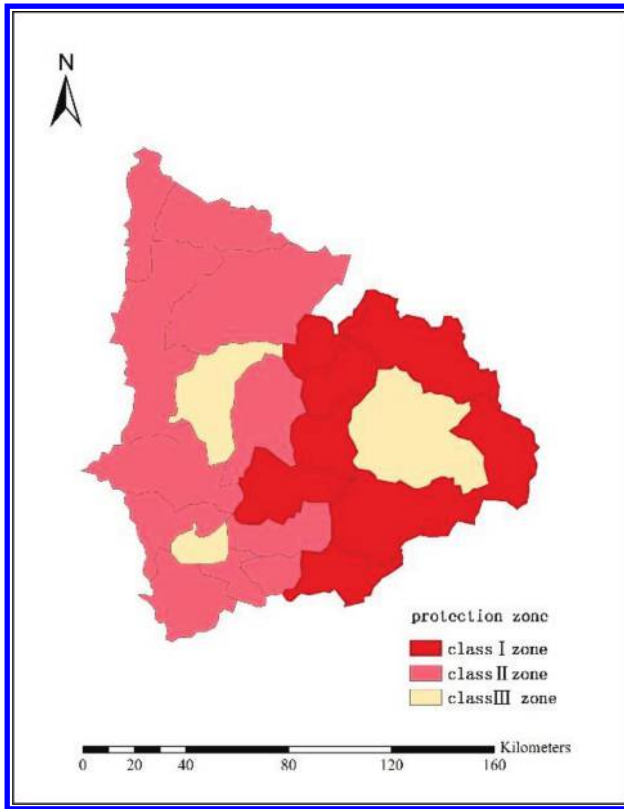 N
protection zone
class Ⅰ zone
class Ⅱ zone
classⅢ zone
Kilometers
0 20 40 80 120 160